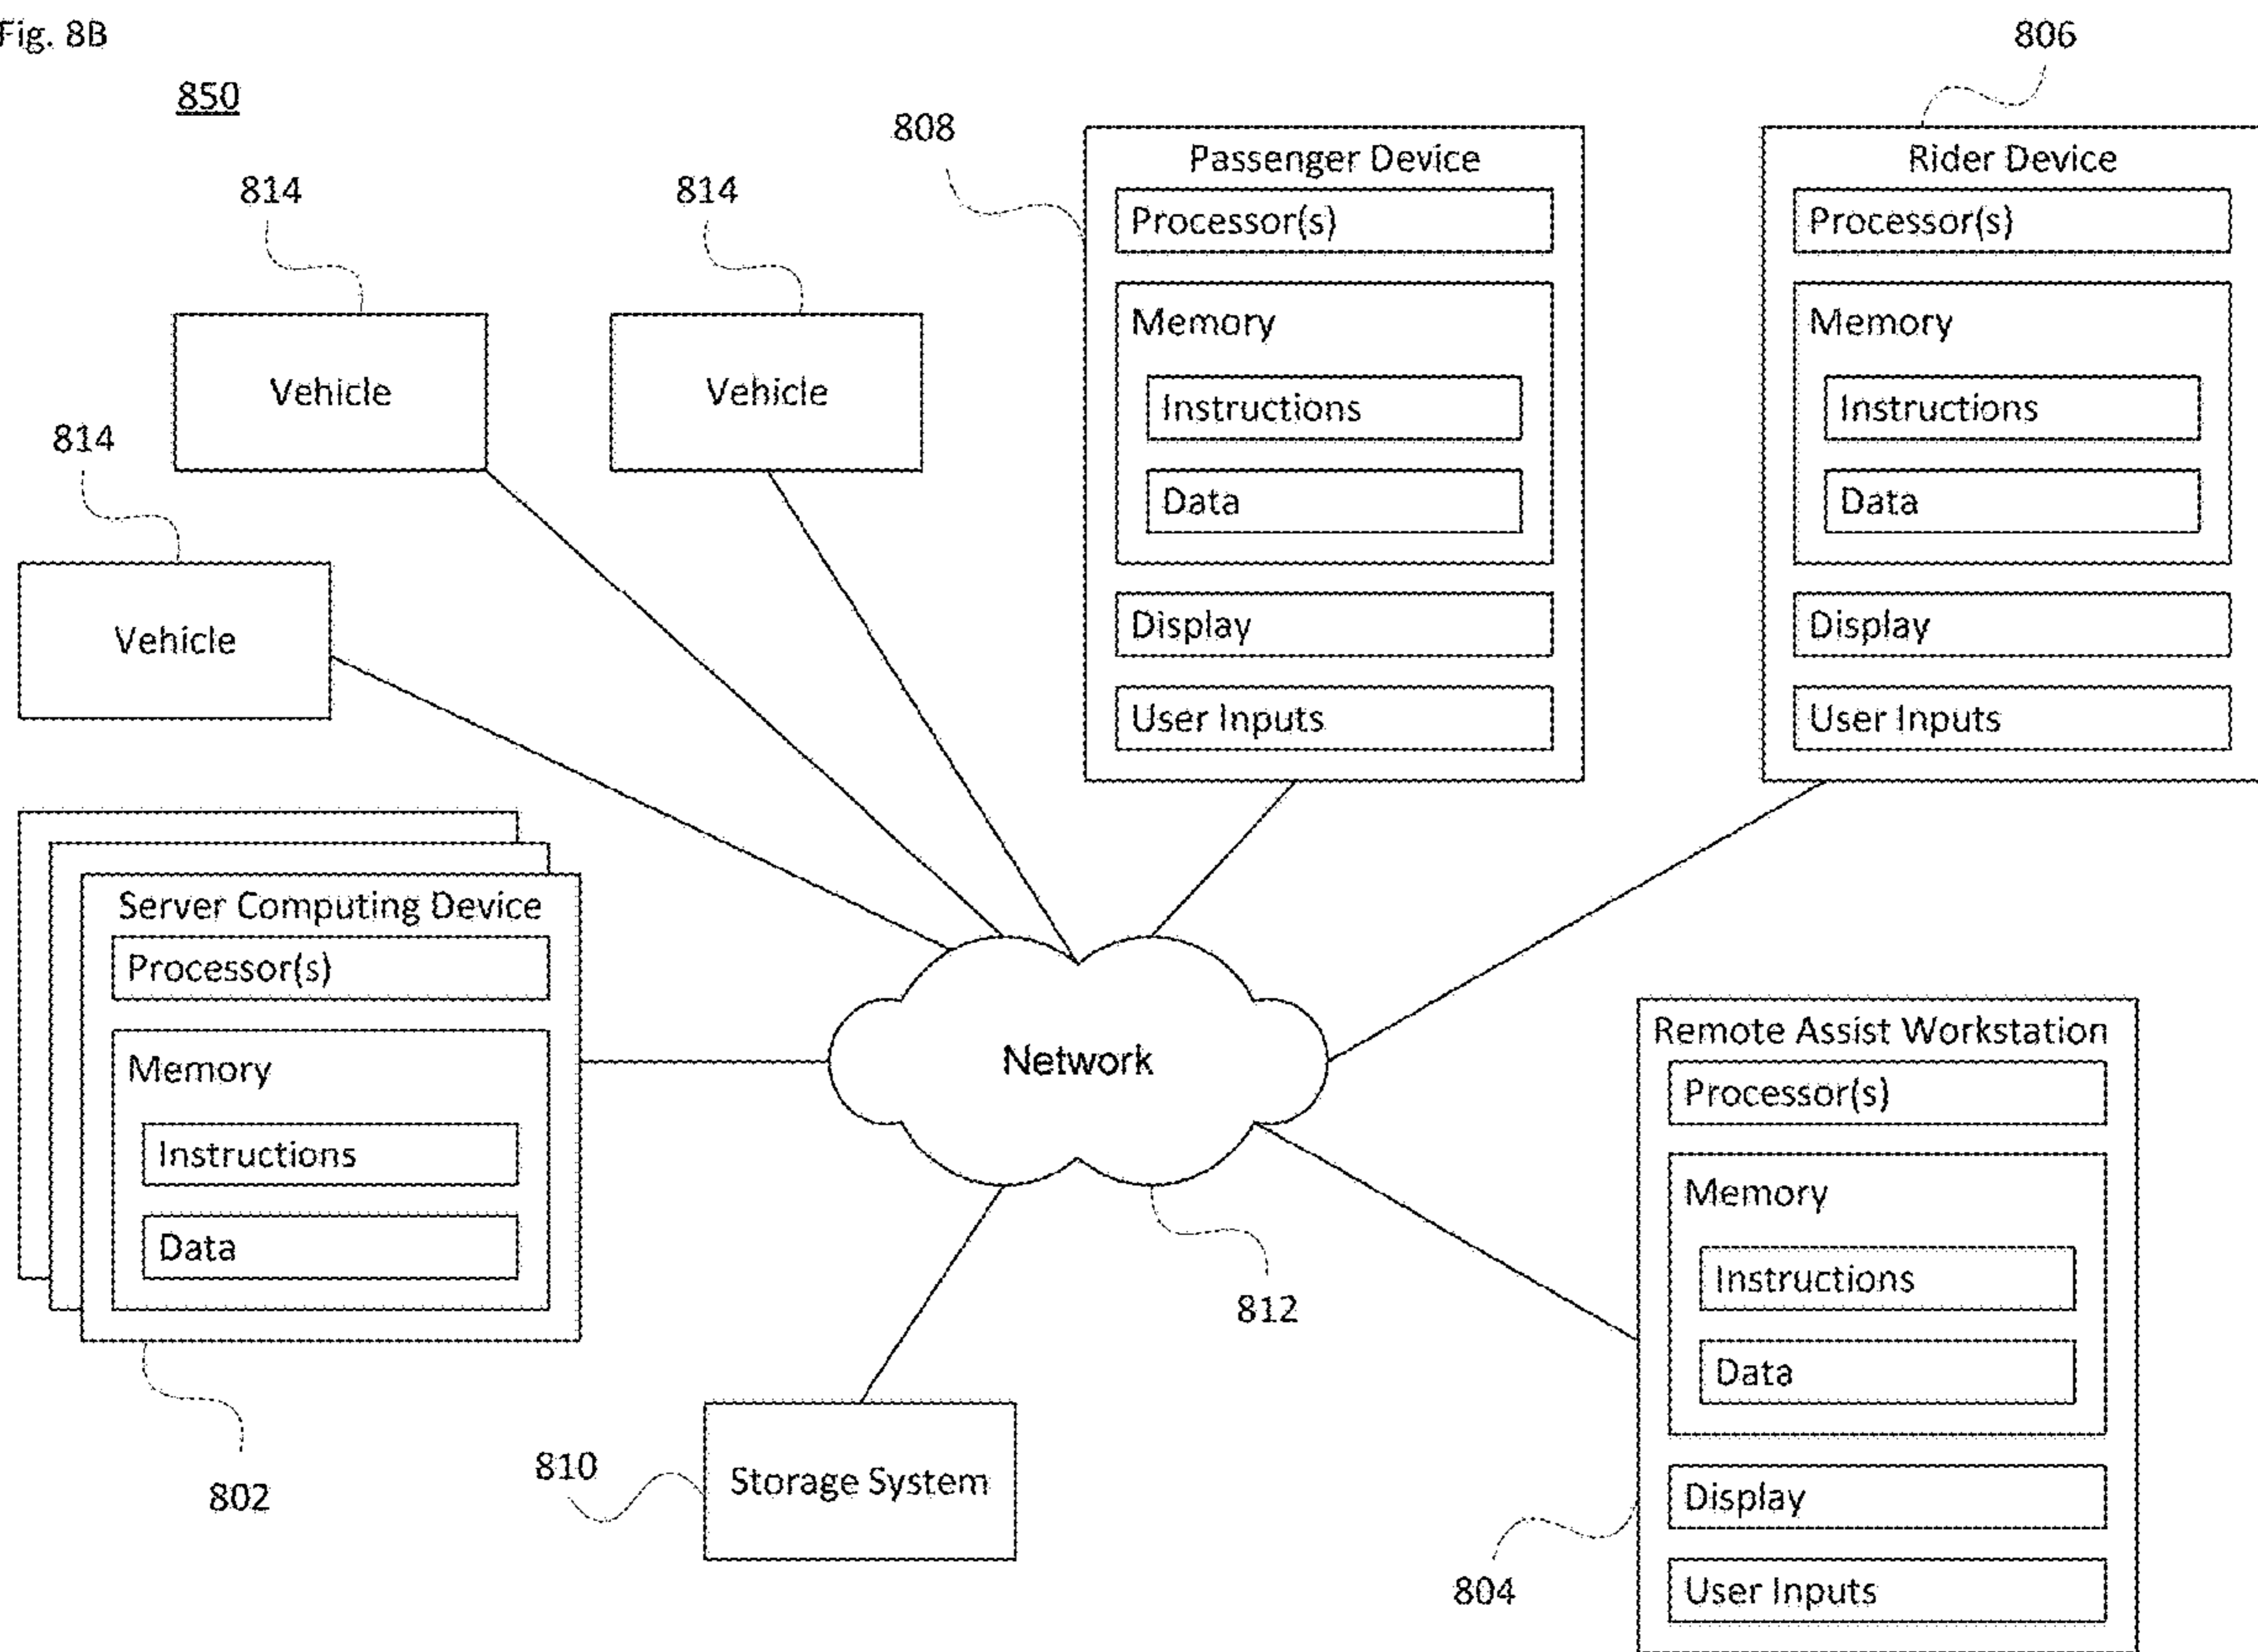 Fig. 8B
850
806
808
814
814
814
Passenger Device
Processor(s)
Memory
Instructions
Data
Display
User Inputs
Rider Device
Processor(s)
Memory
Instructions
Data
Display
User Inputs
Vehicle
Vehicle
Vehicle
Server Computing Device
Processor(s)
Memory
Instructions
Data
802
Network
812
Storage System
810
Remote Assist Workstation
Processor(s)
Memory
Instructions
Data
Display
User Inputs
804